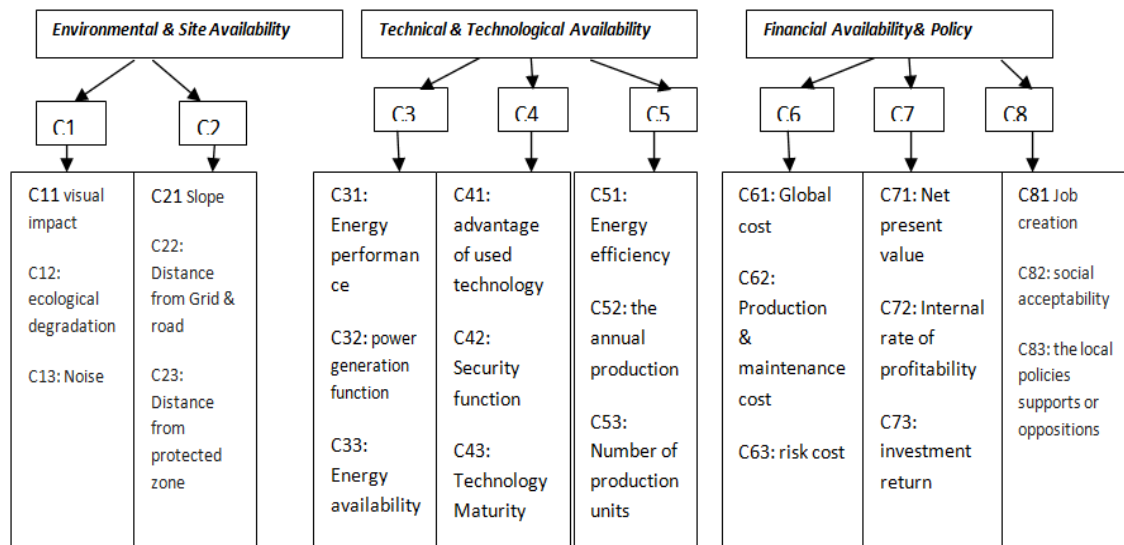 Environmental & Site Availability
Technical & Technological Availability
Financial Availability& Policy
C1
C2
C3
C4
C5
C6
C7
C8
C11 visual
impact
C12:
ecological
degradation
C13: Noise
C21 Slope
C22:
Distance
from Grid &
road
C23:
Distance
from
protected
zone
C31:
Energy
performan
ce
C32: power
generation
function
C33:
Energy
availability
C41:
advantage
of used
technology
C42:
Security
function
C43:
Technology
Maturity
C51:
Energy
efficiency
C52: the
annual
production
C53:
Number of
production
units
C61: Global
cost
C62:
Production
&
maintenance
cost
C63: risk cost
C71: Net
present
value
C72: Internal
rate of
profitability
C73:
investment
return
C81 Job
creation
C82: social
acceptability
C83: the local
policies
supports or
oppositions